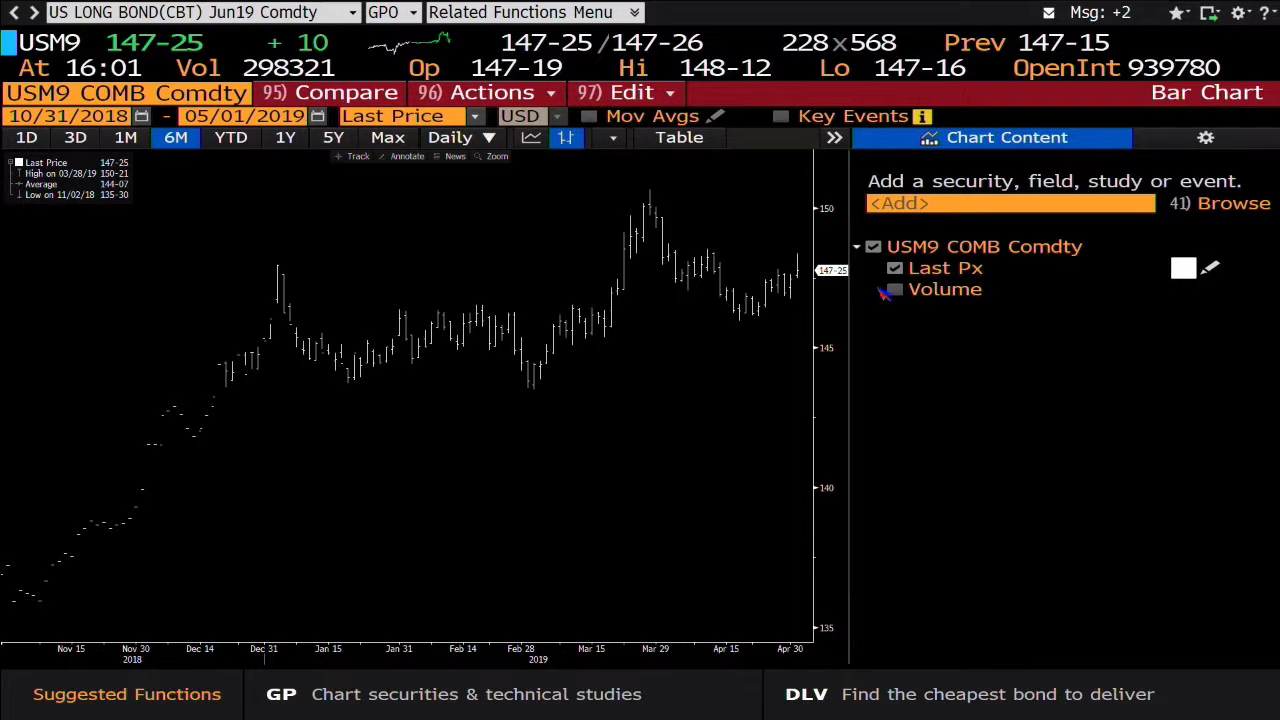 US LONG BOND(CBT) Jun19 Comdty GPO Related Functions Menu Msg: +2 ?
USM9 147-25 + 10 147-25 /147-26 228 x 568 Prev 147-15
At 16:01 Vol 298321 Op 147-19 Hi 148-12 Lo 147-16 OpenInt 939780
USM9 COMB Comdty 95) Compare 96) Actions 97) Edit Bar Chart
10/31/2018 - 05/01/2019 Last Price USD Mov Avgs Key Events i
1D 3D 1M 6M YTD 1Y 5Y Max Daily ▼ Table >> Chart Content
Track Annotate News Zoom
Last Price 147-25
High on 03/28/19 150-21
Average 144-07
Low on 11/02/18 135-30
Add a security, field, study or event.
<Add> 41) Browse
USM9 COMB Comdty
Last Px
Volume
150
147-25
145
140
135
Nov 15 Nov 30 Dec 14 Dec 31 Jan 15 Jan 31 Feb 14 Feb 28 Mar 15 Mar 29 Apr 15 Apr 30
2018 2019
Suggested Functions GP Chart securities & technical studies DLV Find the cheapest bond to deliver